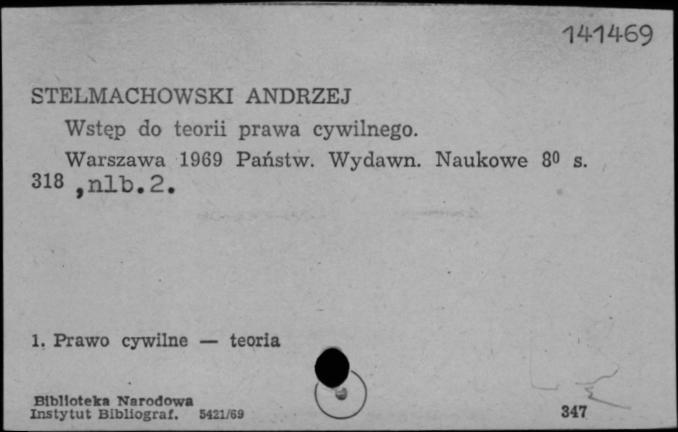 141469
STELMACHOWSKI ANDRZEJ
Wstęp do teorii prawa cywilnego.
Warszawa 1969 Państw. Wydawn. Naukowe 8⁰ s.
318 ,nlb.2.
1. Prawo cywilne — teoria
Biblioteka Narodowa
Instytut Bibliograf. 5421/69
347